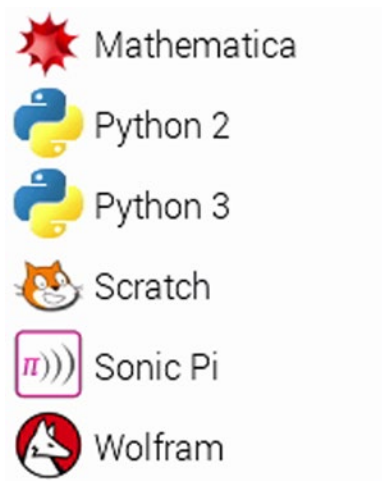 Mathematica
Python 2
Python 3
Scratch
π))) Sonic Pi
Wolfram